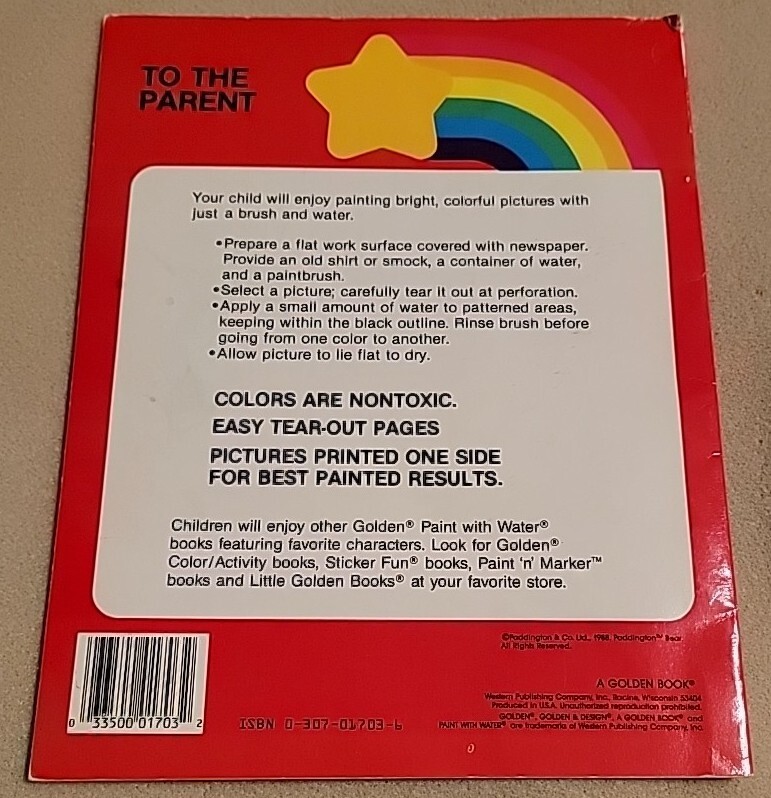 TO THE
PARENT
Your child will enjoy painting bright, colorful pictures with
just a brush and water.
•Prepare a flat work surface covered with newspaper.
Provide an old shirt or smock, a container of water,
and a paintbrush.
•Select a picture; carefully tear it out at perforation.
•Apply a small amount of water to patterned areas,
keeping within the black outline. Rinse brush before
going from one color to another.
•Allow picture to lie flat to dry.
COLORS ARE NONTOXIC.
EASY TEAR-OUT PAGES
PICTURES PRINTED ONE SIDE
FOR BEST PAINTED RESULTS.
Children will enjoy other Golden® Paint with Water®
books featuring favorite characters. Look for Golden®
Color/Activity books, Sticker Fun® books, Paint 'n' Marker™
books and Little Golden Books® at your favorite store.
©Paddington & Co. Ltd., 1988. Paddington™ Bear.
All Rights Reserved.
A GOLDEN BOOK®
Western Publishing Company, Inc., Racine, Wisconsin 53404
Produced in U.S.A. Unauthorized reproduction prohibited.
GOLDEN®, GOLDEN & DESIGN®, A GOLDEN BOOK® and
PAINT WITH WATER® are trademarks of Western Publishing Company, Inc.
0 33500 01703 2
ISBN 0-307-01703-6
0